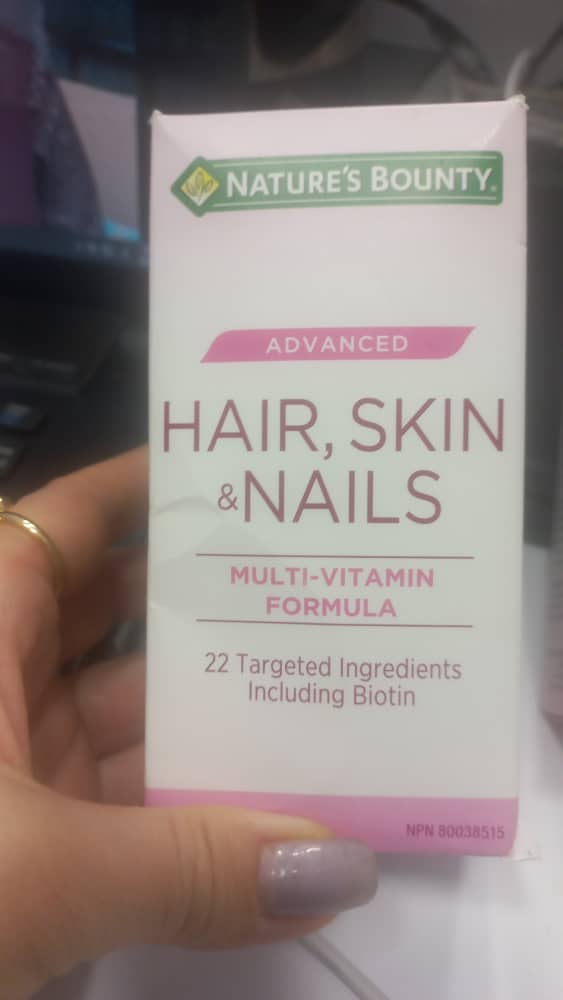 NATURE'S BOUNTY®
ADVANCED
HAIR, SKIN
&NAILS
MULTI-VITAMIN
FORMULA
22 Targeted Ingredients
Including Biotin
NPN 80038515